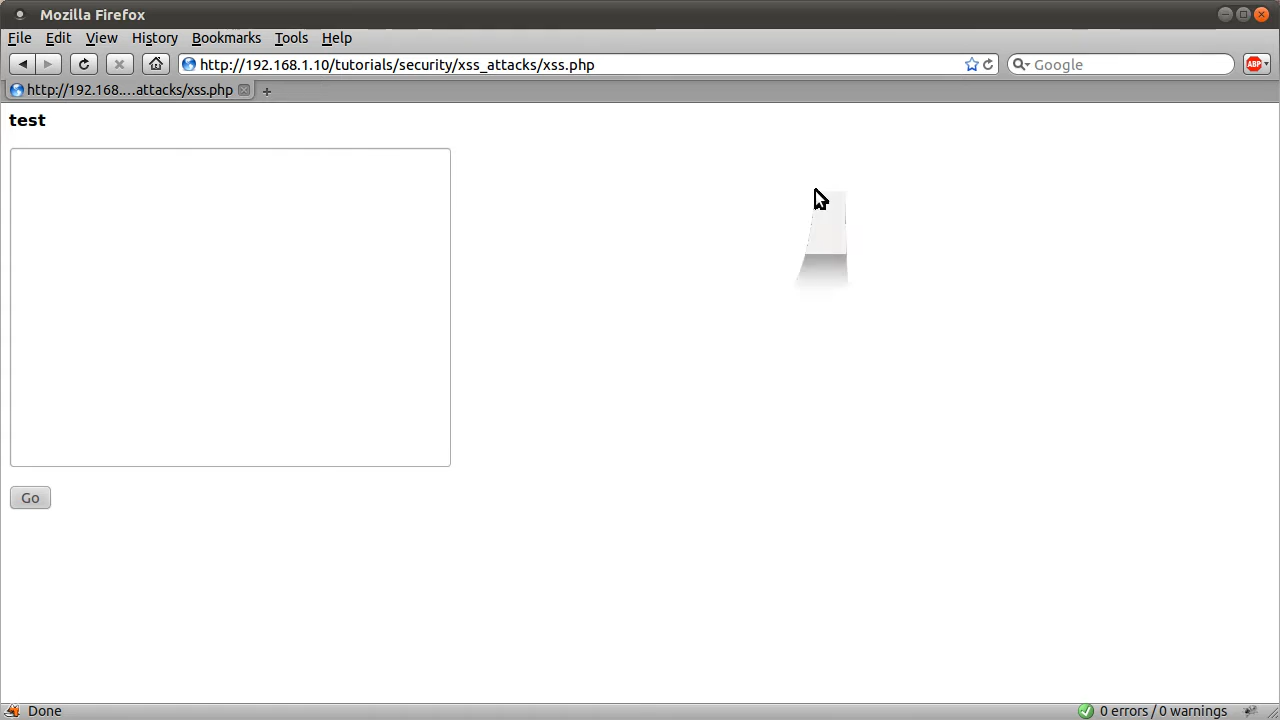 Mozilla Firefox
File Edit View History Bookmarks Tools Help
http://192.168.1.10/tutorials/security/xss_attacks/xss.php
Google
ABP
http://192.168....attacks/xss.php
test
Go
Done
0 errors / 0 warnings